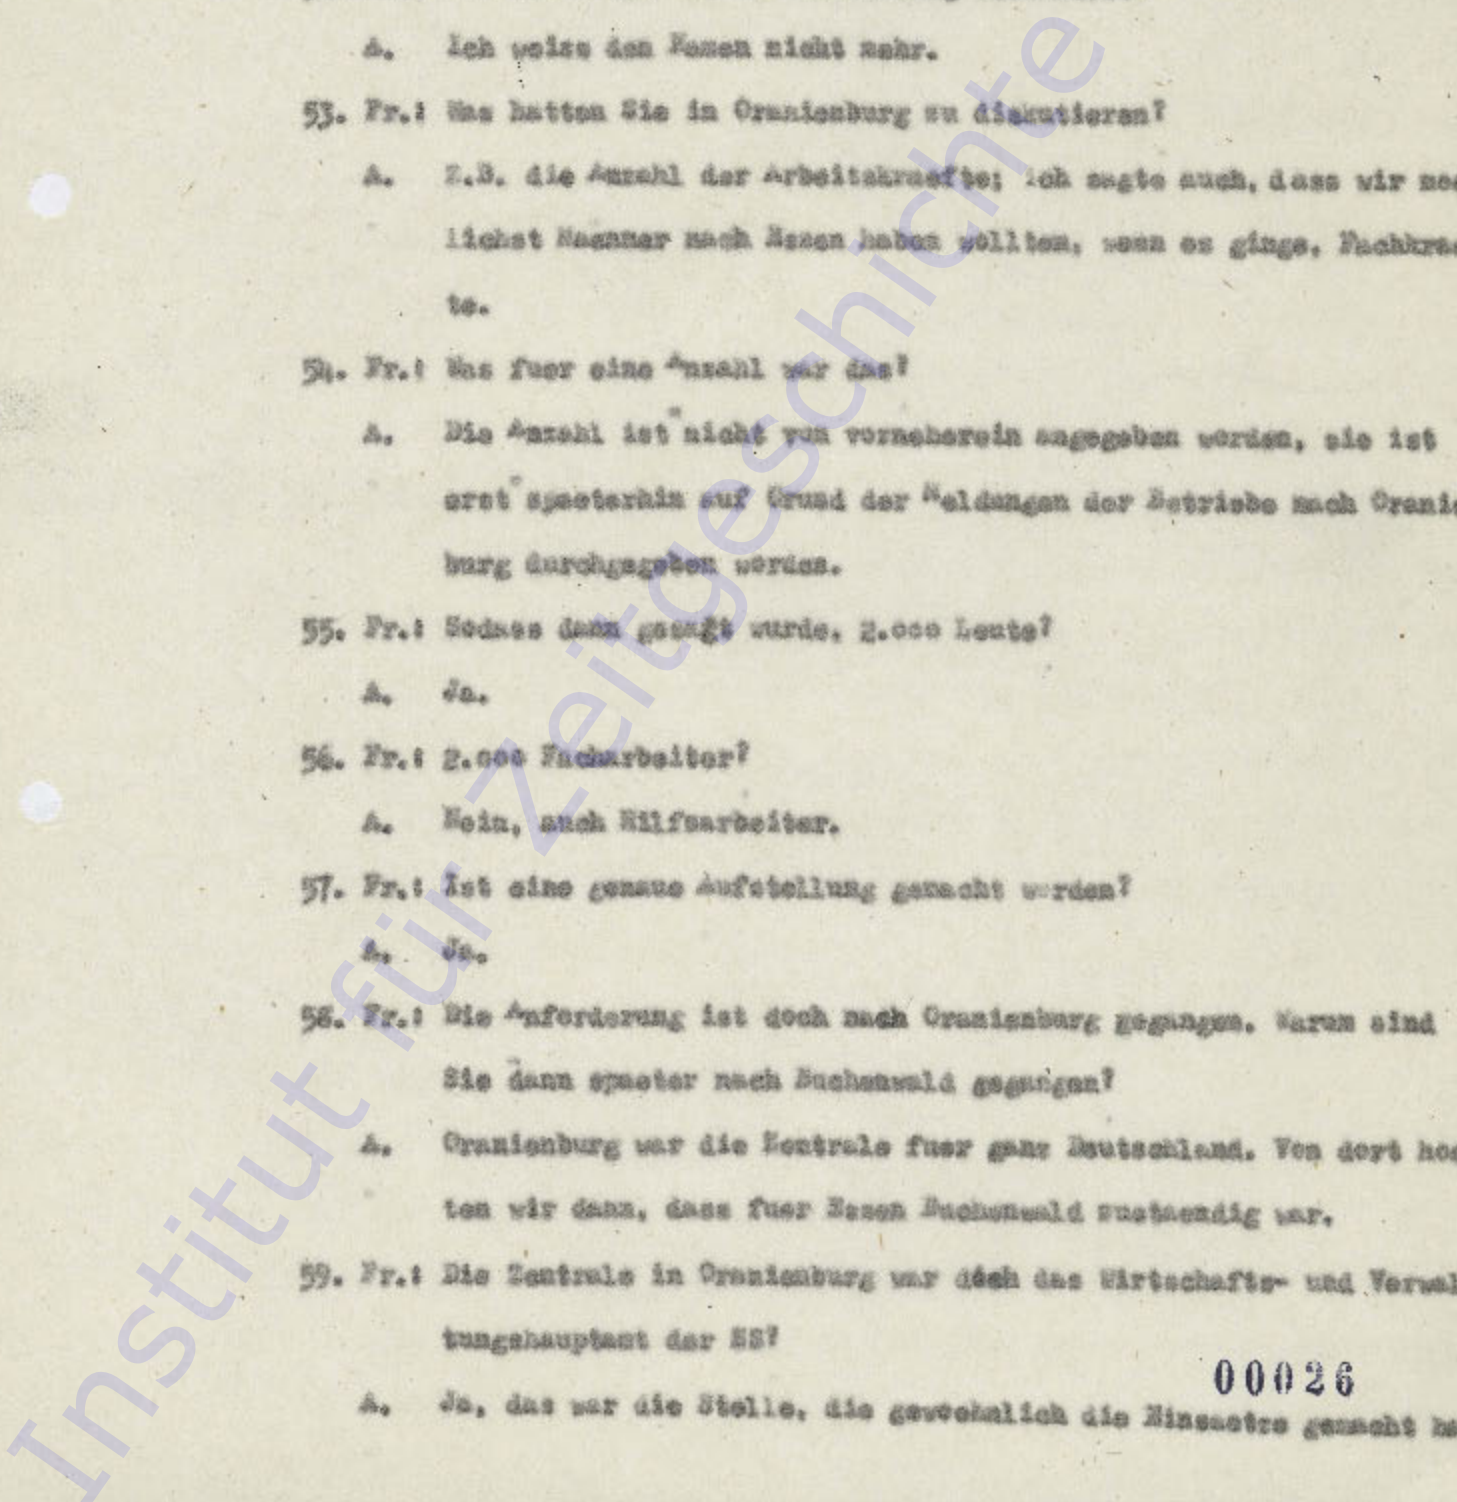 A. Ich weiss den Namen nicht mehr.
53. Fr.: Was hatten Sie in Oranienburg zu diskutieren?
A. Z.B. die Anzahl der Arbeitskraefte; ich sagte auch, dass wir moe
lichst Maenner nach Essen haben wollten, wenn es ginge, Fachkrae
te.
54. Fr.: Was fuer eine Anzahl war das?
A. Die Anzahl ist nicht von vorneherein angegeben worden, sie ist
erst spaeterhin auf Grund der Meldungen der Betriebe nach Oranie
burg durchgegeben worden.
55. Fr.: Sodass dann gesagt wurde, 2.000 Leute?
A. Ja.
56. Fr.: 2.000 Facharbeiter?
A. Nein, auch Hilfsarbeiter.
57. Fr.: Ist eine genaue Aufstellung gemacht worden?
A. Ja.
58. Fr.: Die Anforderung ist doch nach Oranienburg gegangen. Warum sind
Sie dann spaeter nach Buchenwald gegangen?
A. Oranienburg war die Zentrale fuer ganz Deutschland. Von dort hoe
ten wir dann, dass fuer Essen Buchenwald zustaendig war.
59. Fr.: Die Zentrale in Oranienburg war doch das Wirtschafts- und Verwal
tungshauptamt der SS?
00026
A. Ja, das war die Stelle, die gewoehnlich die Einsaetze gemacht ha
Institut für Zeitgeschichte